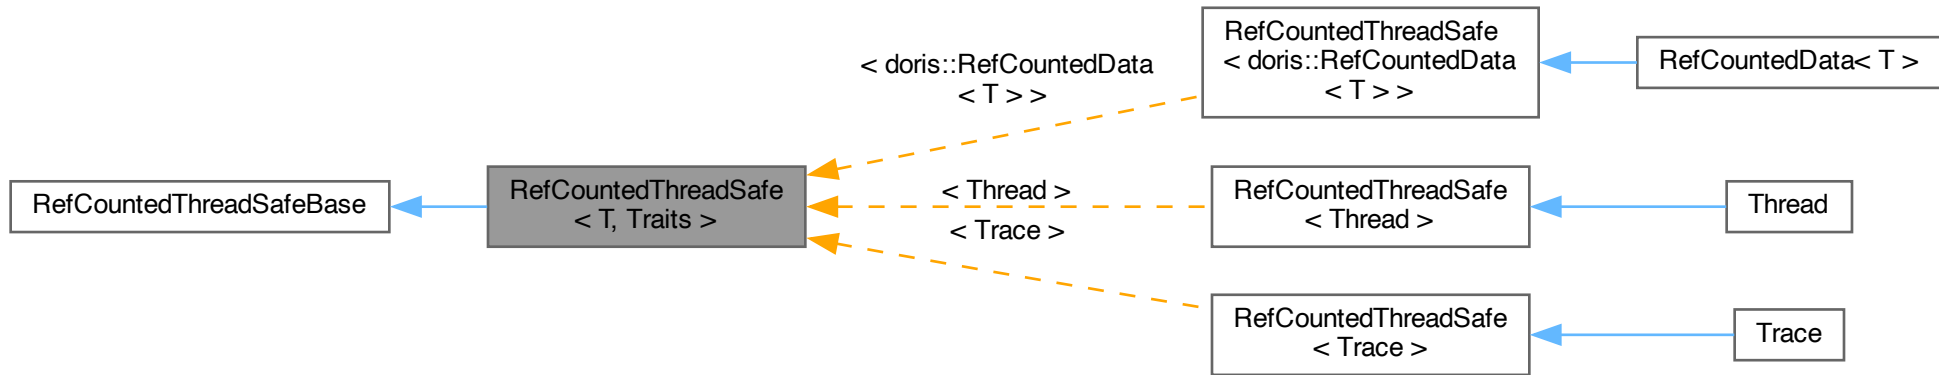 RefCountedThreadSafeBase
RefCountedThreadSafe
< T, Traits >
< doris::RefCountedData
< T > >
< Thread >
< Trace >
RefCountedThreadSafe
< doris::RefCountedData
< T > >
RefCountedData< T >
RefCountedThreadSafe
< Thread >
Thread
RefCountedThreadSafe
< Trace >
Trace